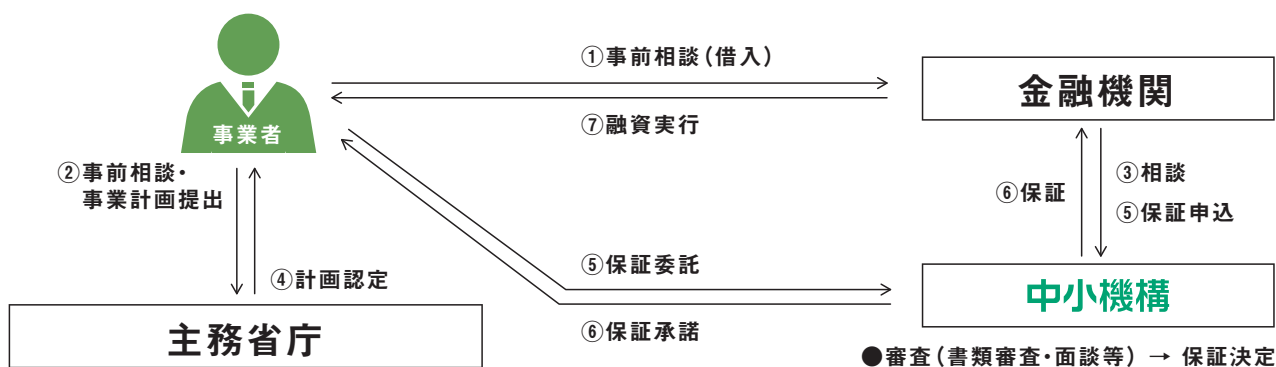 ①事前相談（借入）
金融機関
事業者
⑦融資実行
②事前相談・
事業計画提出
③相談
⑥保証
⑤保証申込
⑤保証委託
④計画認定
中小機構
主務省庁
⑥保証承諾
●審査（書類審査・面談等） → 保証決定